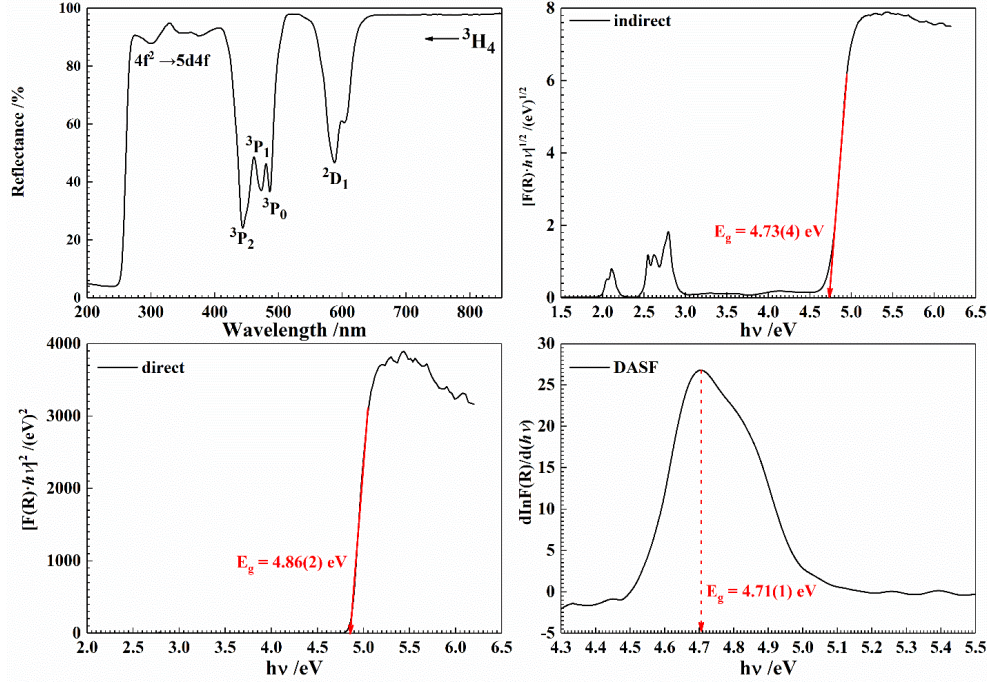 100
80
60
40
20
0
Reflectance /%
4f² →5d4f
³H₄
³P₁
³P₀
³P₂
²D₁
200 300 400 500 600 700 800
Wavelength /nm
8
6
4
2
0
[F(R)·hν]^1/2 /(eV)^1/2
indirect
E_g = 4.73(4) eV
1.5 2.0 2.5 3.0 3.5 4.0 4.5 5.0 5.5 6.0 6.5
hν /eV
4000
3000
2000
1000
0
[F(R)·hν]² /(eV)²
direct
E_g = 4.86(2) eV
2.0 2.5 3.0 3.5 4.0 4.5 5.0 5.5 6.0 6.5
hν /eV
30
25
20
15
10
5
0
-5
dlnF(R)/d(hν)
DASF
E_g = 4.71(1) eV
4.3 4.4 4.5 4.6 4.7 4.8 4.9 5.0 5.1 5.2 5.3 5.4 5.5
hν /eV